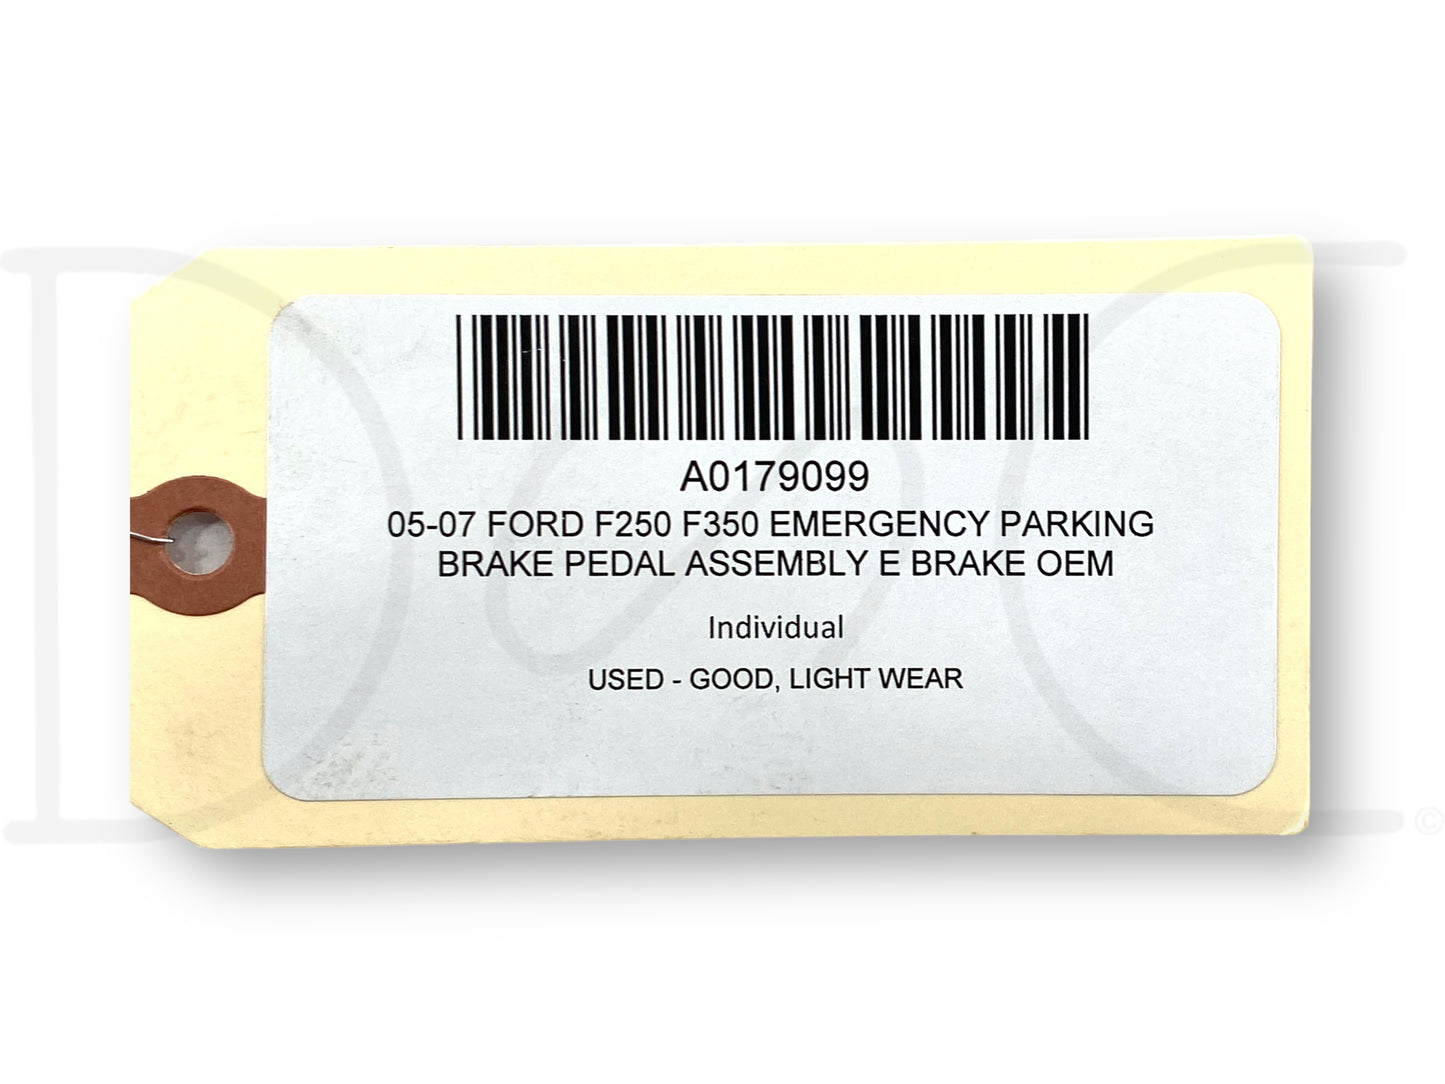 A0179099
05-07 FORD F250 F350 EMERGENCY PARKING
BRAKE PEDAL ASSEMBLY E BRAKE OEM
Individual
USED - GOOD, LIGHT WEAR
©